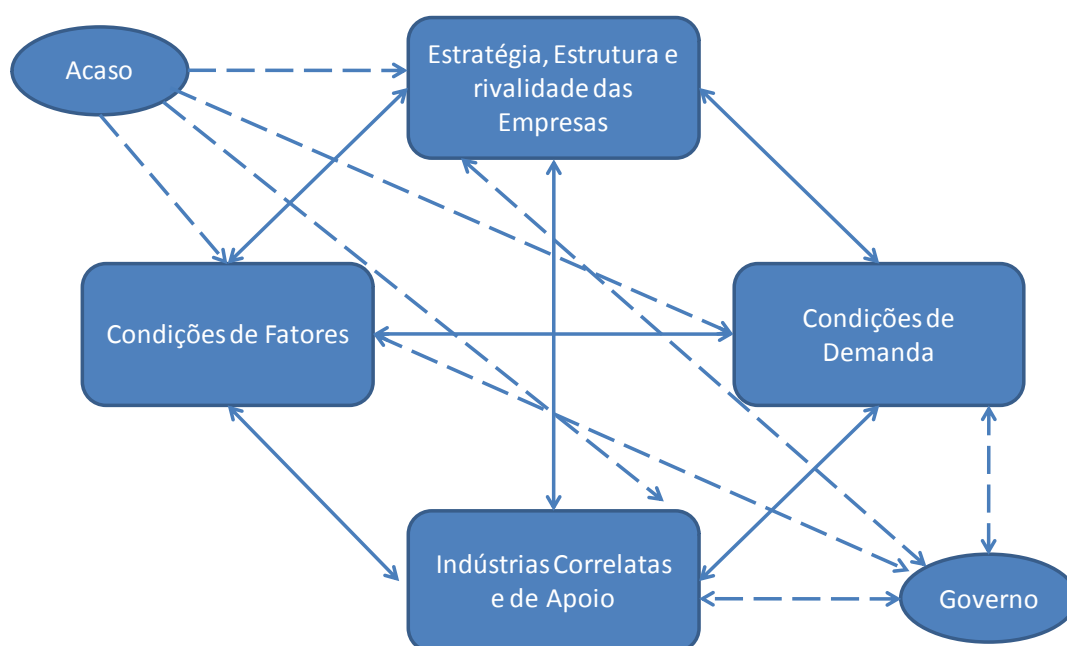 Acaso
Estratégia, Estrutura e
rivalidade das
Empresas
Condições de Fatores
Condições de
Demanda
Indústrias Correlatas
e de Apoio
Governo